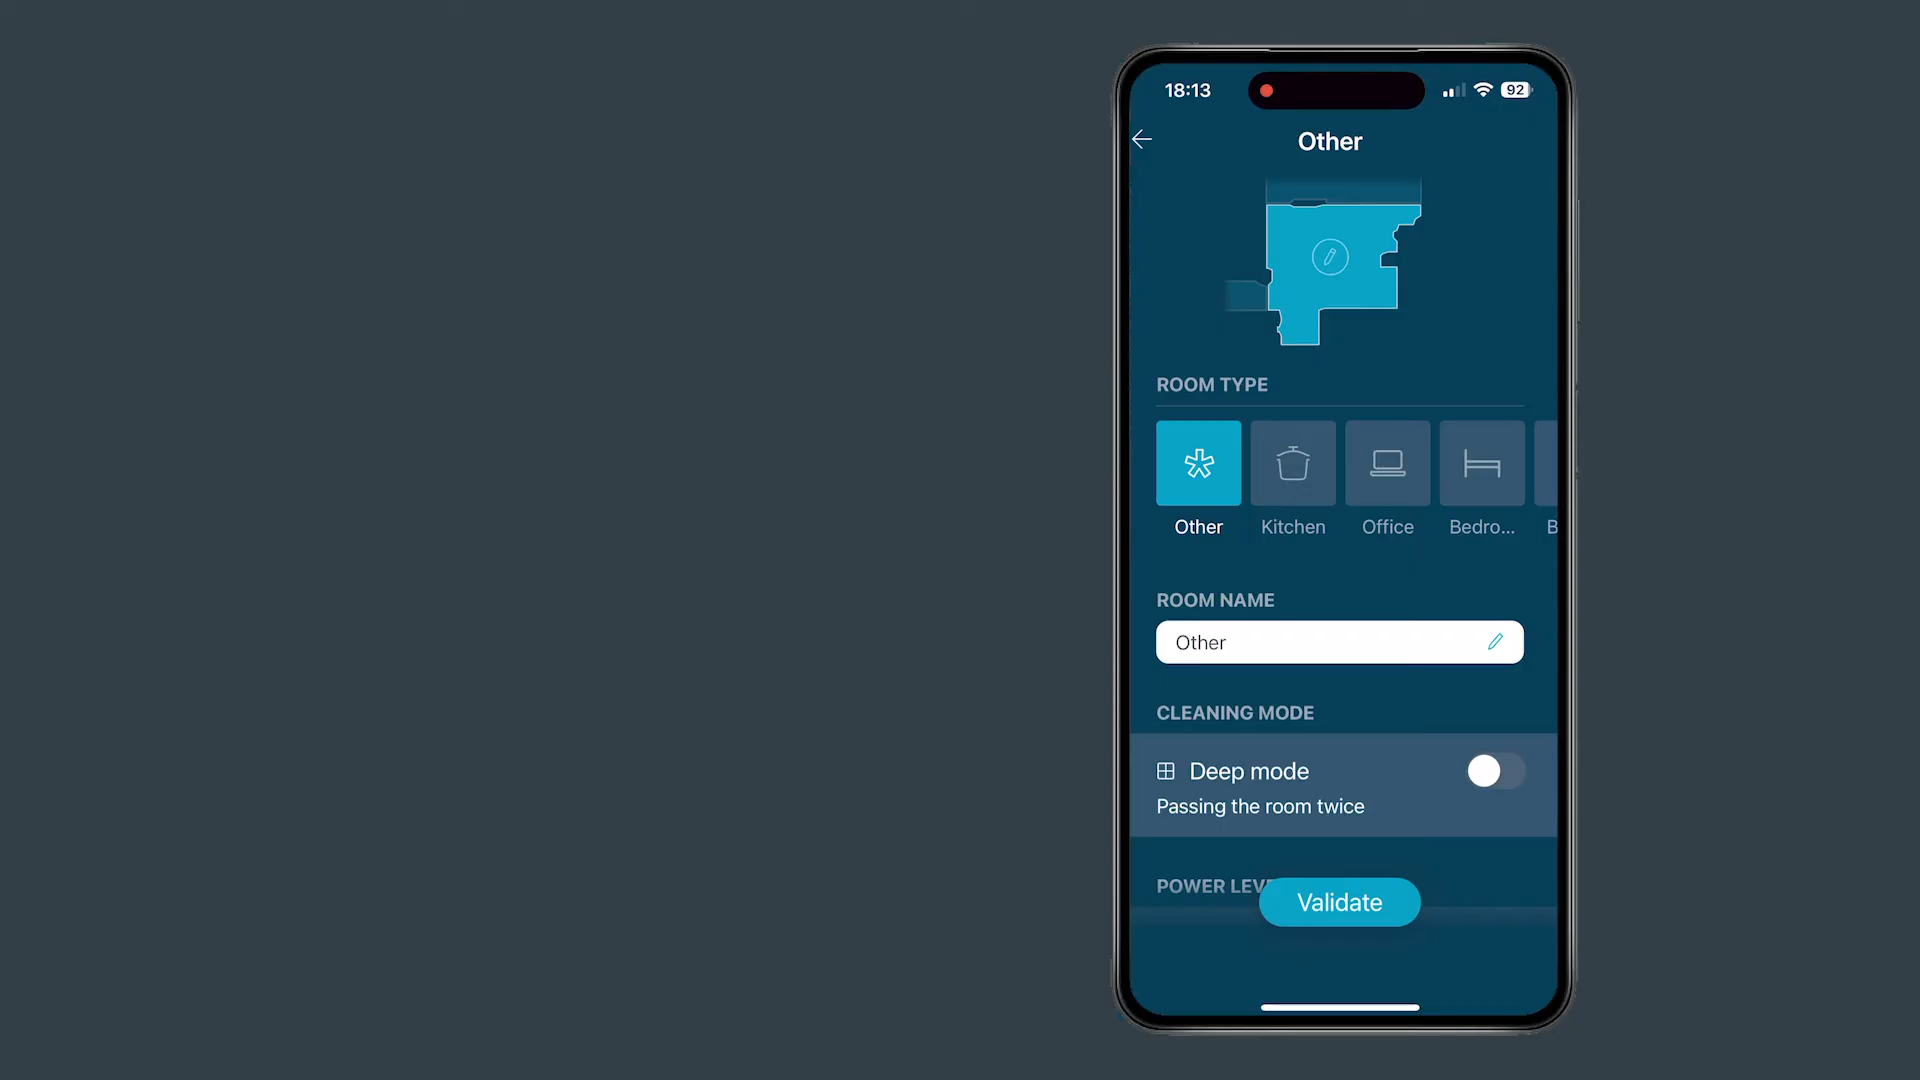 18:13
92
Other
ROOM TYPE
Other Kitchen Office Bedro... B
ROOM NAME
Other
CLEANING MODE
Deep mode
Passing the room twice
POWER LEVE
Validate